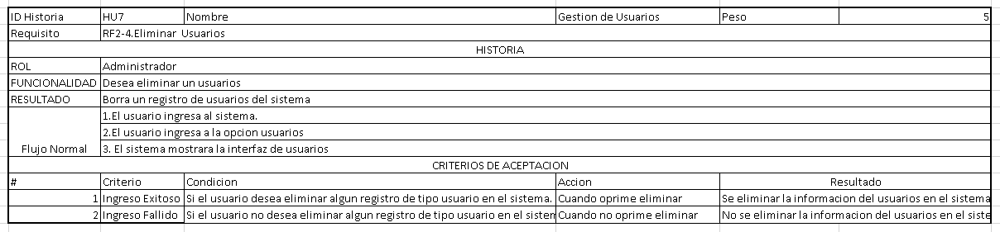 ID Historia HU7 Nombre Gestion de Usuarios Peso 5
Requisito RF2-4.Eliminar Usuarios
HISTORIA
ROL Administrador
FUNCIONALIDAD Desea eliminar un usuarios
RESULTADO Borra un registro de usuarios del sistema
1.El usuario ingresa al sistema.
2.El usuario ingresa a la opcion usuarios
Flujo Normal 3. El sistema mostrara la interfaz de usuarios
CRITERIOS DE ACEPTACION
# Criterio Condicion Accion Resultado
1 Ingreso Exitoso Si el usuario desea eliminar algun registro de tipo usuario en el sistema. Cuando oprime eliminar Se eliminar la informacion del usuarios en el sistema
2 Ingreso Fallido Si el usuario no desea eliminar algun registro de tipo usuario en el sisten Cuando no oprime eliminar No se eliminar la informacion del usuarios en el siste